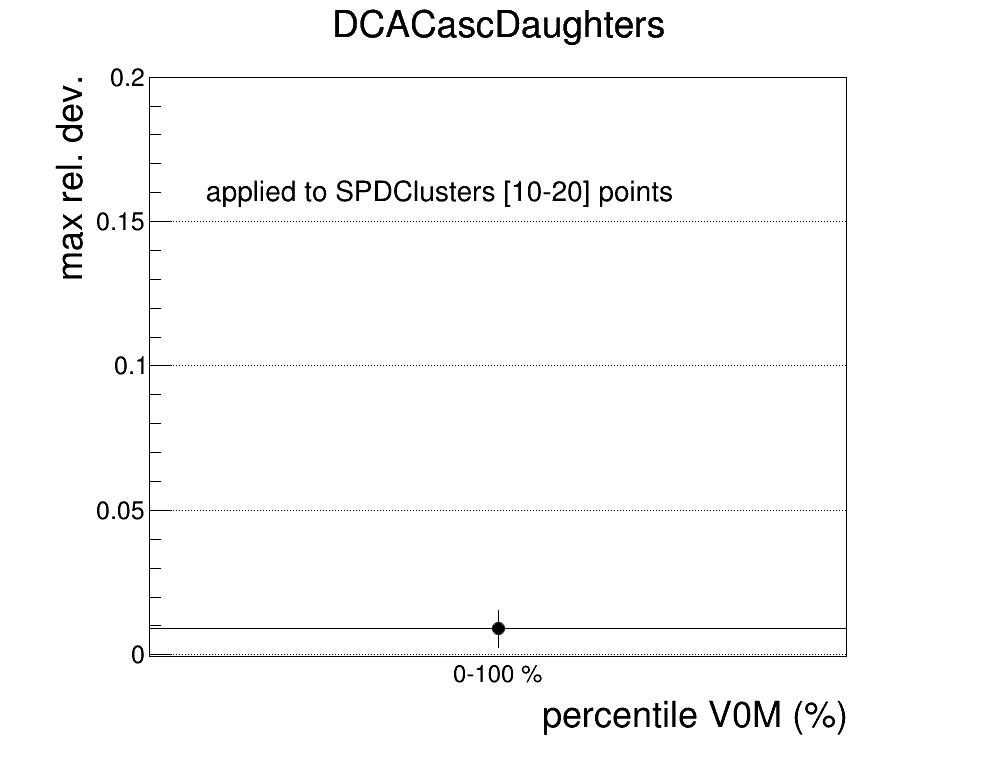 DCACascDaughters
max rel. dev.
0.2
applied to SPDClusters [10-20] points
0.15
0.1
0.05
0
0-100 %
percentile V0M (%)